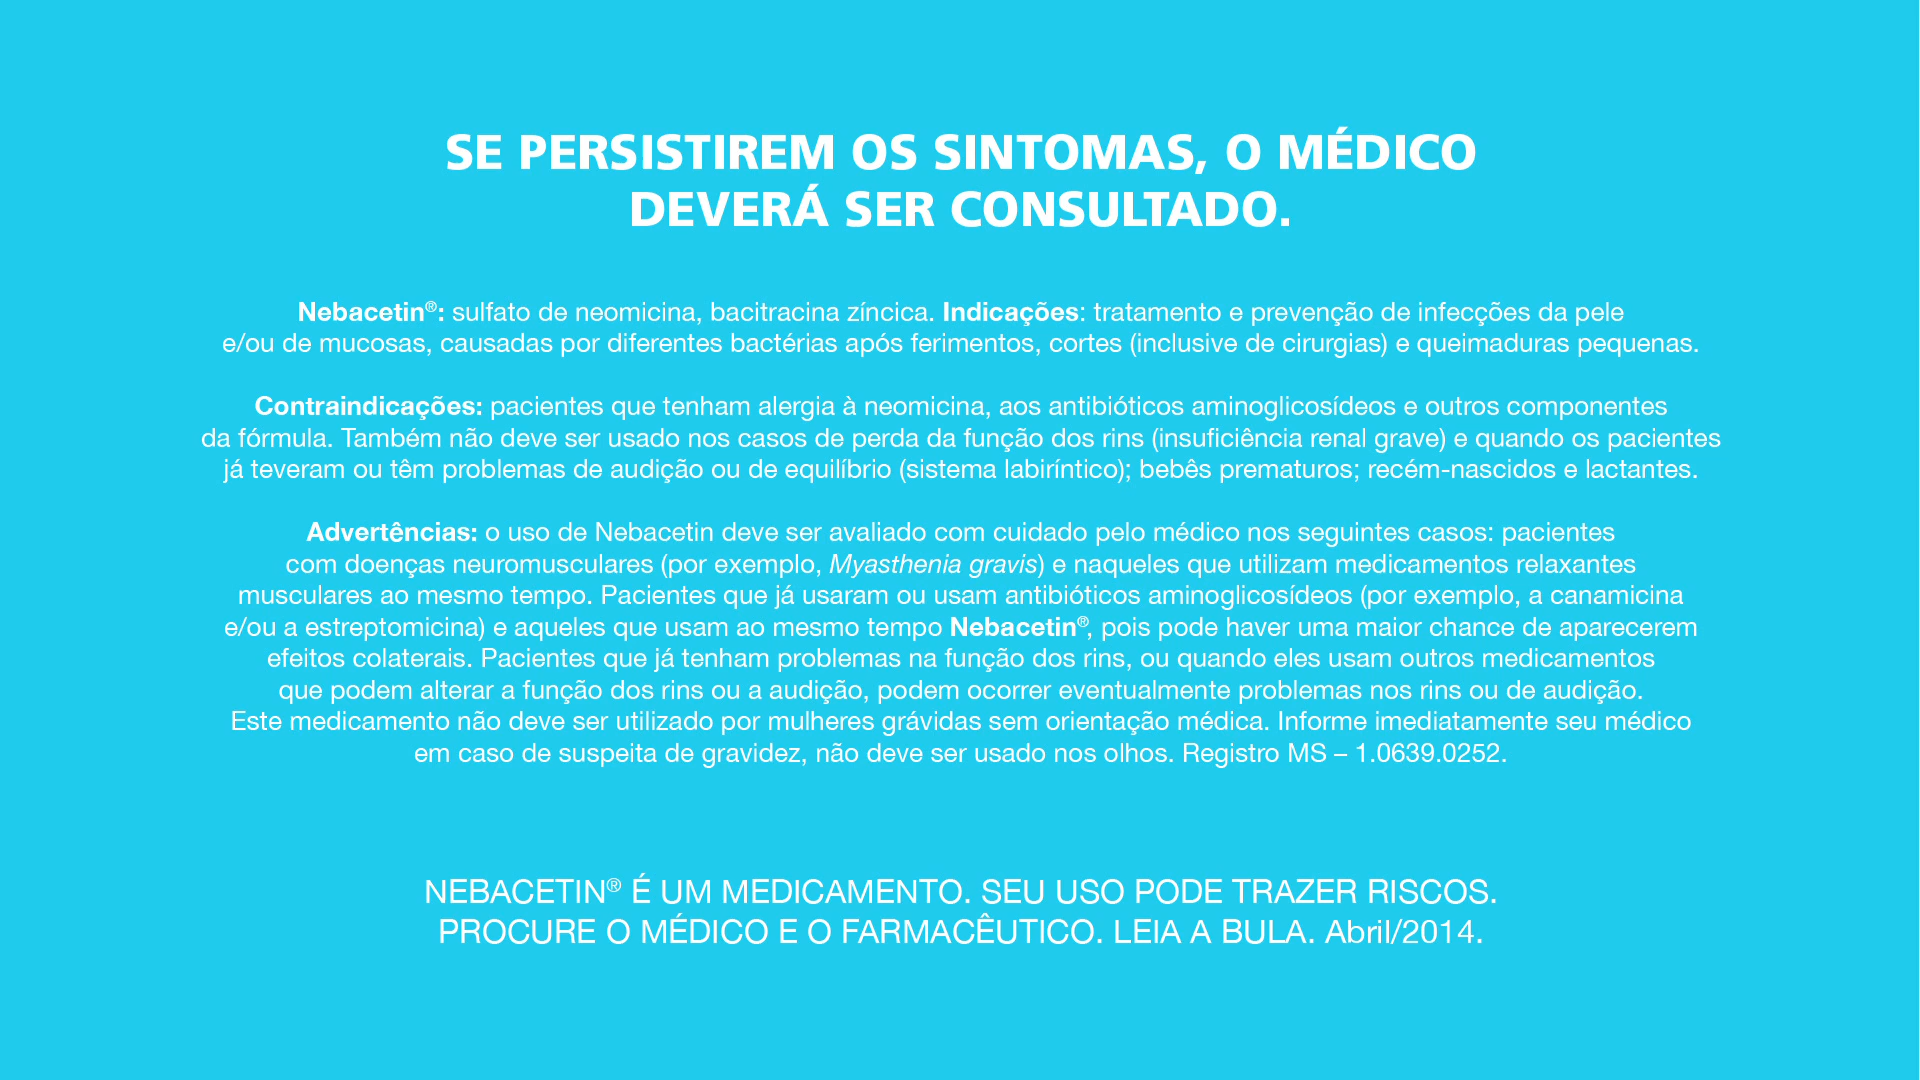 SE PERSISTIREM OS SINTOMAS, O MÉDICO
DEVERÁ SER CONSULTADO.
Nebacetin®: sulfato de neomicina, bacitracina zíncica. Indicações: tratamento e prevenção de infecções da pele
e/ou de mucosas, causadas por diferentes bactérias após ferimentos, cortes (inclusive de cirurgias) e queimaduras pequenas.
Contraindicações: pacientes que tenham alergia à neomicina, aos antibióticos aminoglicosídeos e outros componentes
da fórmula. Também não deve ser usado nos casos de perda da função dos rins (insuficiência renal grave) e quando os pacientes
já teveram ou têm problemas de audição ou de equilíbrio (sistema labiríntico); bebês prematuros; recém-nascidos e lactantes.
Advertências: o uso de Nebacetin deve ser avaliado com cuidado pelo médico nos seguintes casos: pacientes
com doenças neuromusculares (por exemplo, Myasthenia gravis) e naqueles que utilizam medicamentos relaxantes
musculares ao mesmo tempo. Pacientes que já usaram ou usam antibióticos aminoglicosídeos (por exemplo, a canamicina
e/ou a estreptomicina) e aqueles que usam ao mesmo tempo Nebacetin®, pois pode haver uma maior chance de aparecerem
efeitos colaterais. Pacientes que já tenham problemas na função dos rins, ou quando eles usam outros medicamentos
que podem alterar a função dos rins ou a audição, podem ocorrer eventualmente problemas nos rins ou de audição.
Este medicamento não deve ser utilizado por mulheres grávidas sem orientação médica. Informe imediatamente seu médico
em caso de suspeita de gravidez, não deve ser usado nos olhos. Registro MS – 1.0639.0252.
NEBACETIN® É UM MEDICAMENTO. SEU USO PODE TRAZER RISCOS.
PROCURE O MÉDICO E O FARMACÊUTICO. LEIA A BULA. Abril/2014.